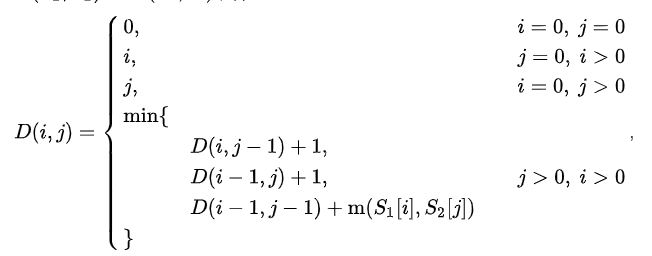 0, i = 0, j = 0
i, j = 0, i > 0
j, i = 0, j > 0
min{
D(i, j − 1) + 1,
D(i, j) = D(i − 1, j) + 1, j > 0, i > 0 ,
D(i − 1, j − 1) + m(S₁[i], S₂[j])
}